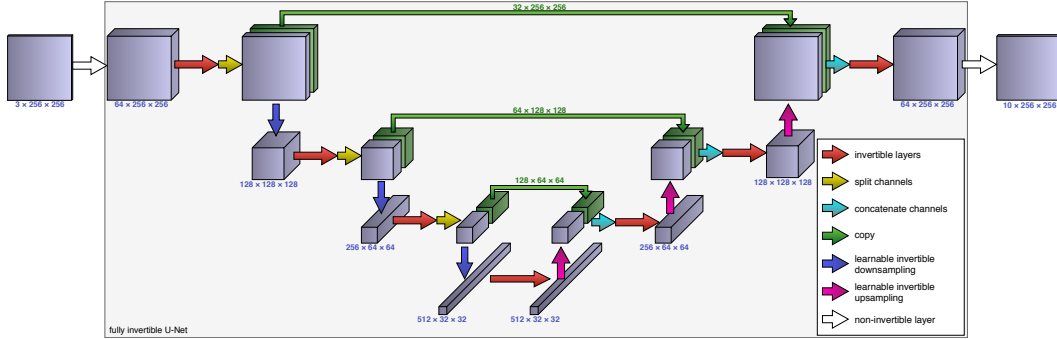 32 × 256 × 256
3 × 256 × 256
64 × 256 × 256
64 × 256 × 256
10 × 256 × 256
64 × 128 × 128
128 × 128 × 128
128 × 128 × 128
128 × 64 × 64
256 × 64 × 64
256 × 64 × 64
512 × 32 × 32
512 × 32 × 32
fully invertible U-Net
invertible layers
split channels
concatenate channels
copy
learnable invertible
downsampling
learnable invertible
upsampling
non-invertible layer